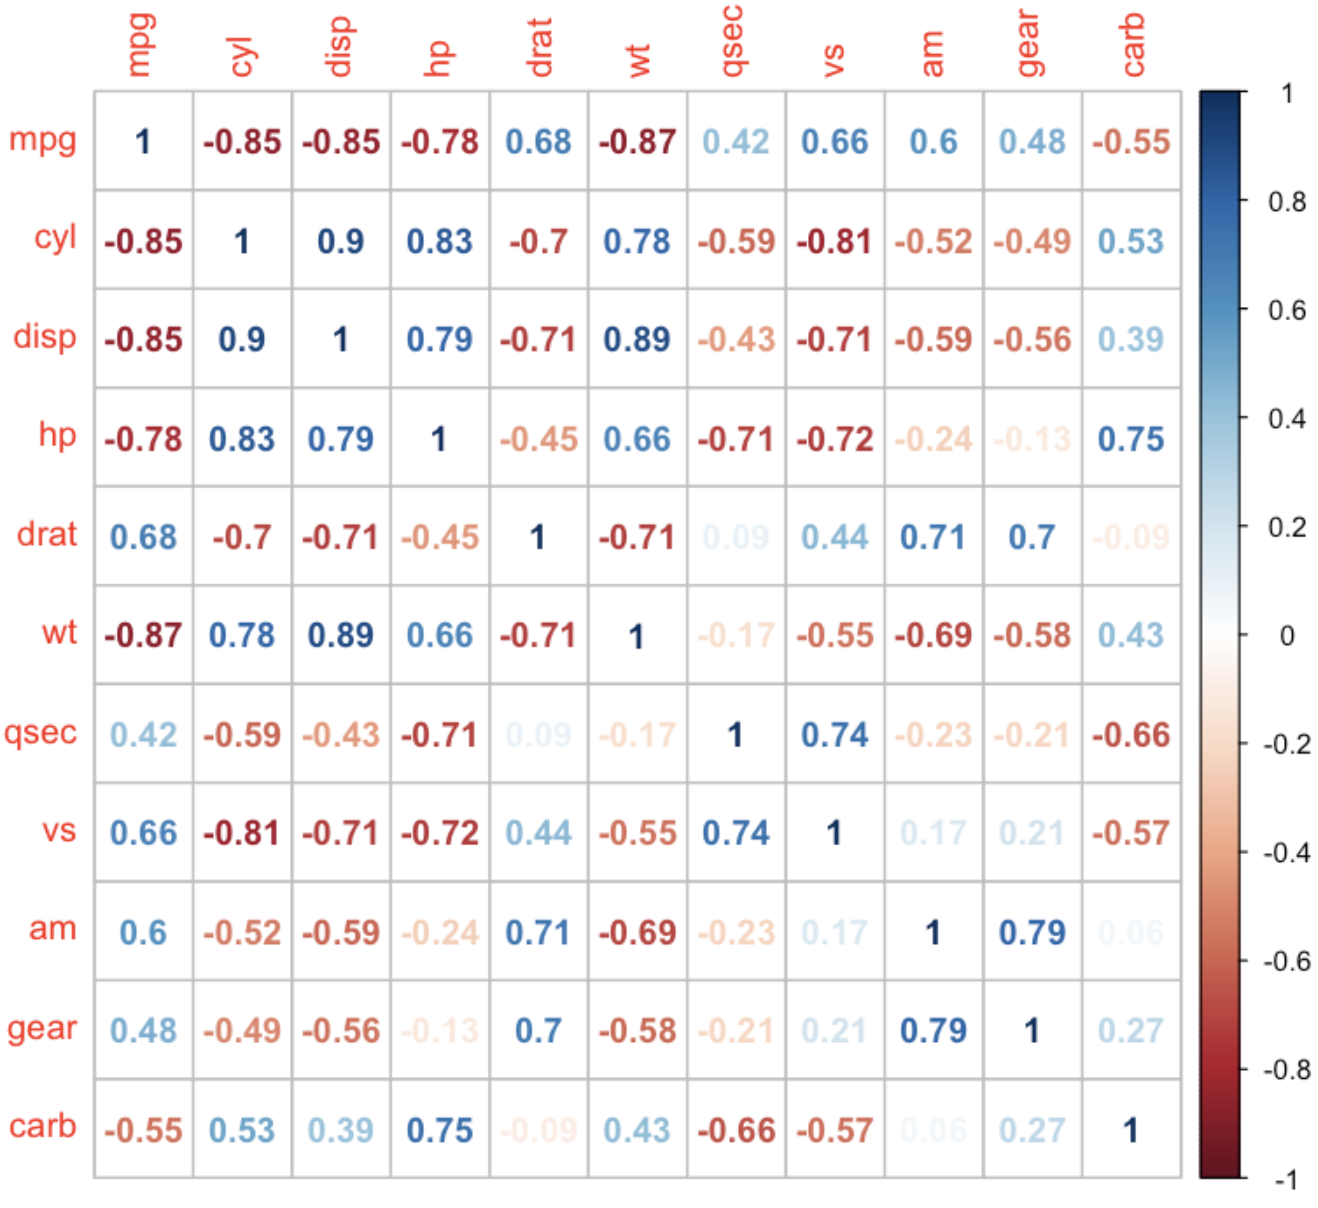 mpg cyl disp hp drat wt qsec vs am gear carb
mpg 1 -0.85 -0.85 -0.78 0.68 -0.87 0.42 0.66 0.6 0.48 -0.55
cyl -0.85 1 0.9 0.83 -0.7 0.78 -0.59 -0.81 -0.52 -0.49 0.53
disp -0.85 0.9 1 0.79 -0.71 0.89 -0.43 -0.71 -0.59 -0.56 0.39
hp -0.78 0.83 0.79 1 -0.45 0.66 -0.71 -0.72 -0.24 -0.13 0.75
drat 0.68 -0.7 -0.71 -0.45 1 -0.71 0.09 0.44 0.71 0.7 -0.09
wt -0.87 0.78 0.89 0.66 -0.71 1 -0.17 -0.55 -0.69 -0.58 0.43
qsec 0.42 -0.59 -0.43 -0.71 0.09 -0.17 1 0.74 -0.23 -0.21 -0.66
vs 0.66 -0.81 -0.71 -0.72 0.44 -0.55 0.74 1 0.17 0.21 -0.57
am 0.6 -0.52 -0.59 -0.24 0.71 -0.69 -0.23 0.17 1 0.79 0.06
gear 0.48 -0.49 -0.56 -0.13 0.7 -0.58 -0.21 0.21 0.79 1 0.27
carb -0.55 0.53 0.39 0.75 -0.09 0.43 -0.66 -0.57 0.06 0.27 1
1
0.8
0.6
0.4
0.2
0
-0.2
-0.4
-0.6
-0.8
-1